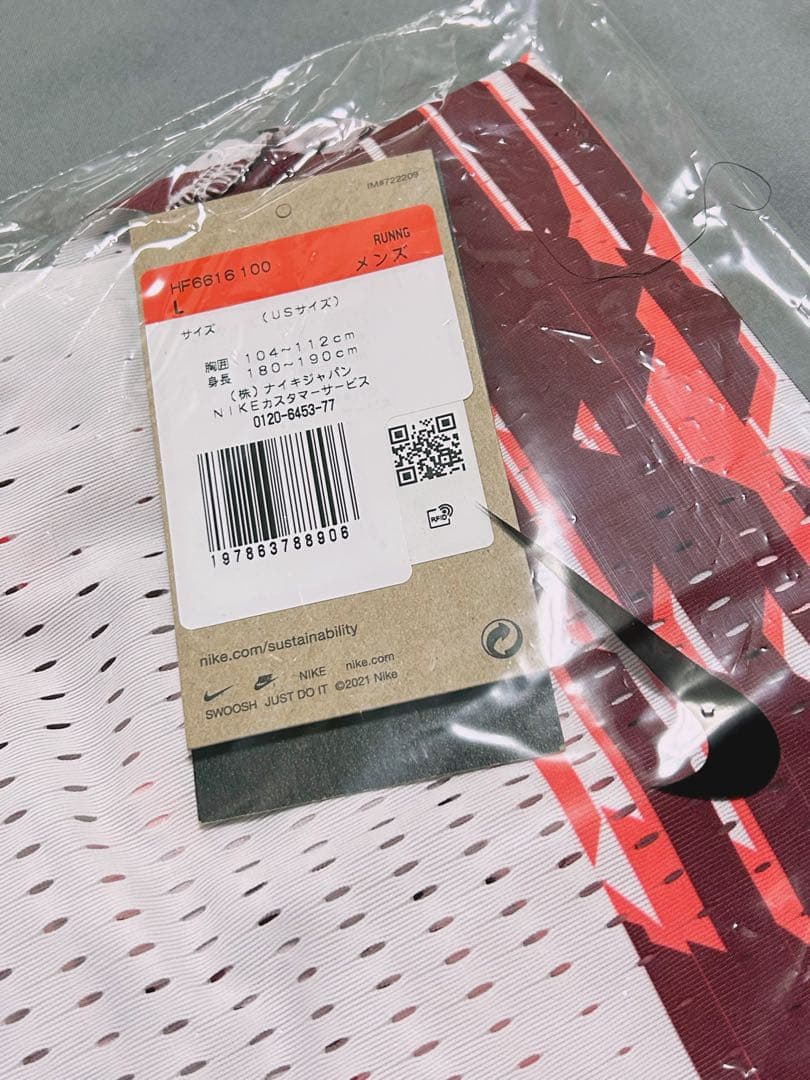 IM#722209
RUNNG
HF6616 100
メンズ
L
サイズ
(USサイズ)
胸囲 104~112cm
身長 180~190cm
(株)ナイキジャパン
NIKEカスタマーサービス
0120-6453-77
RFID
197863788906
nike.com/sustainability
NIKE nike.com
SWOOSH JUST DO IT ©2021 Nike